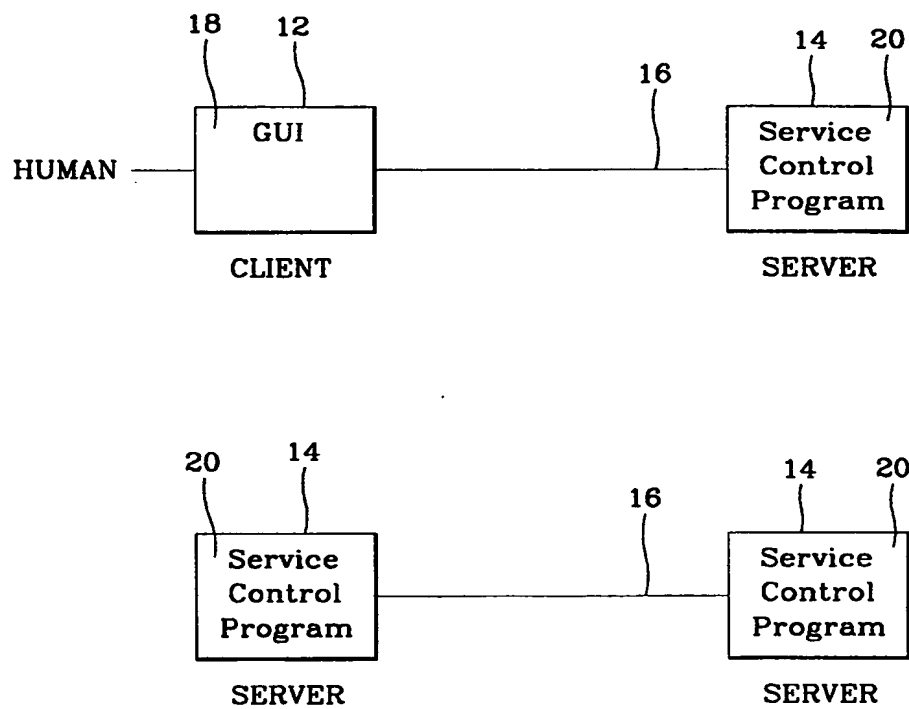 18 12 14 20
16
GUI
Service
Control
Program
HUMAN
CLIENT
SERVER
20 14 14 20
16
Service
Control
Program
Service
Control
Program
SERVER
SERVER